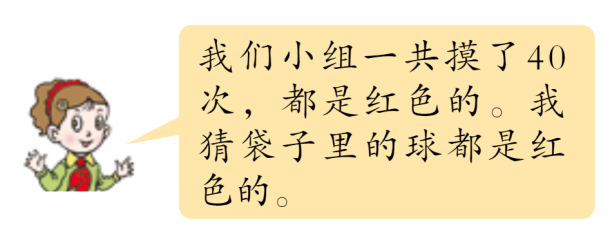 我们小组一共摸了40
次，都是红色的。我
猜袋子里的球都是红
色的。